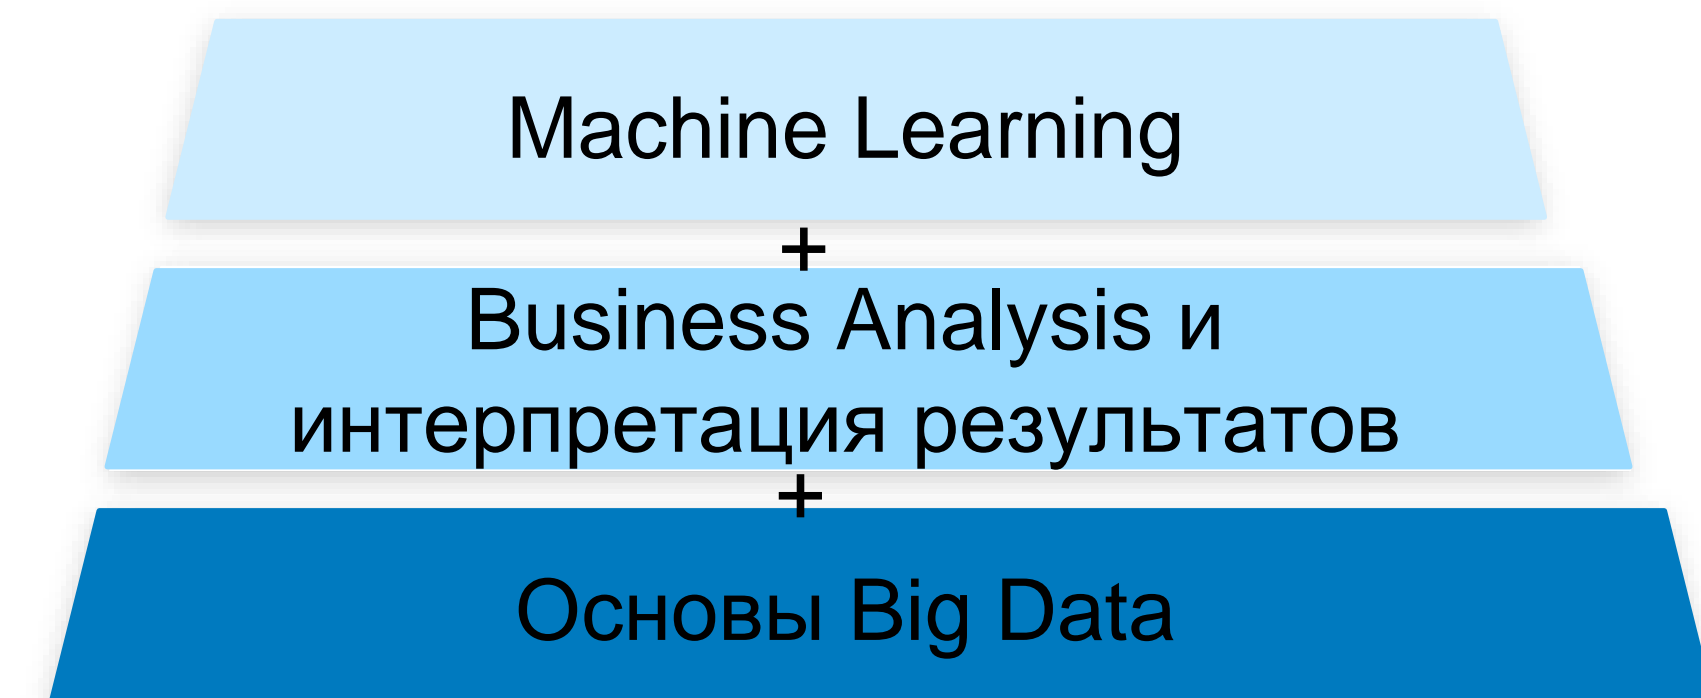 Machine Learning
+
Business Analysis и
интерпретация результатов
+
Основы Big Data